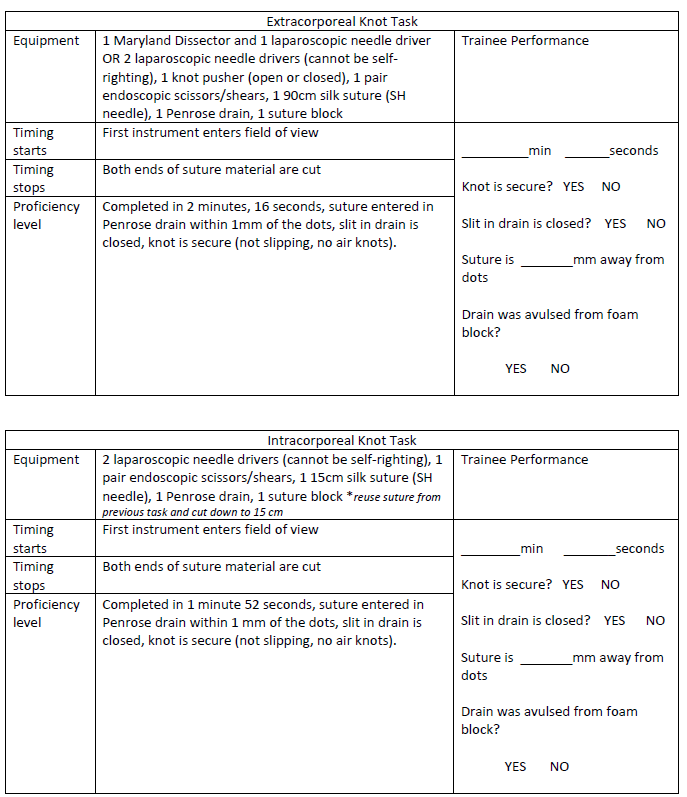 Extracorporeal Knot Task
Equipment
1 Maryland Dissector and 1 laparoscopic needle driver
OR 2 laparoscopic needle drivers (cannot be self-
righting), 1 knot pusher (open or closed), 1 pair
endoscopic scissors/shears, 1 90cm silk suture (SH
needle), 1 Penrose drain, 1 suture block
Trainee Performance
Timing
starts
First instrument enters field of view
Timing
stops
Both ends of suture material are cut
Proficiency
level
Completed in 2 minutes, 16 seconds, suture entered in
Penrose drain within 1mm of the dots, slit in drain is
closed, knot is secure (not slipping, no air knots).
_________min ______seconds
Knot is secure? YES NO
Slit in drain is closed? YES NO
Suture is _______mm away from
dots
Drain was avulsed from foam
block?
YES NO
Intracorporeal Knot Task
Equipment
2 laparoscopic needle drivers (cannot be self-righting), 1
pair endoscopic scissors/shears, 1 15cm silk suture (SH
needle), 1 Penrose drain, 1 suture block *reuse suture from
previous task and cut down to 15 cm
Trainee Performance
Timing
starts
First instrument enters field of view
Timing
stops
Both ends of suture material are cut
Proficiency
level
Completed in 1 minute 52 seconds, suture entered in
Penrose drain within 1 mm of the dots, slit in drain is
closed, knot is secure (not slipping, no air knots).
________min _______seconds
Knot is secure? YES NO
Slit in drain is closed? YES NO
Suture is _______mm away from
dots
Drain was avulsed from foam
block?
YES NO